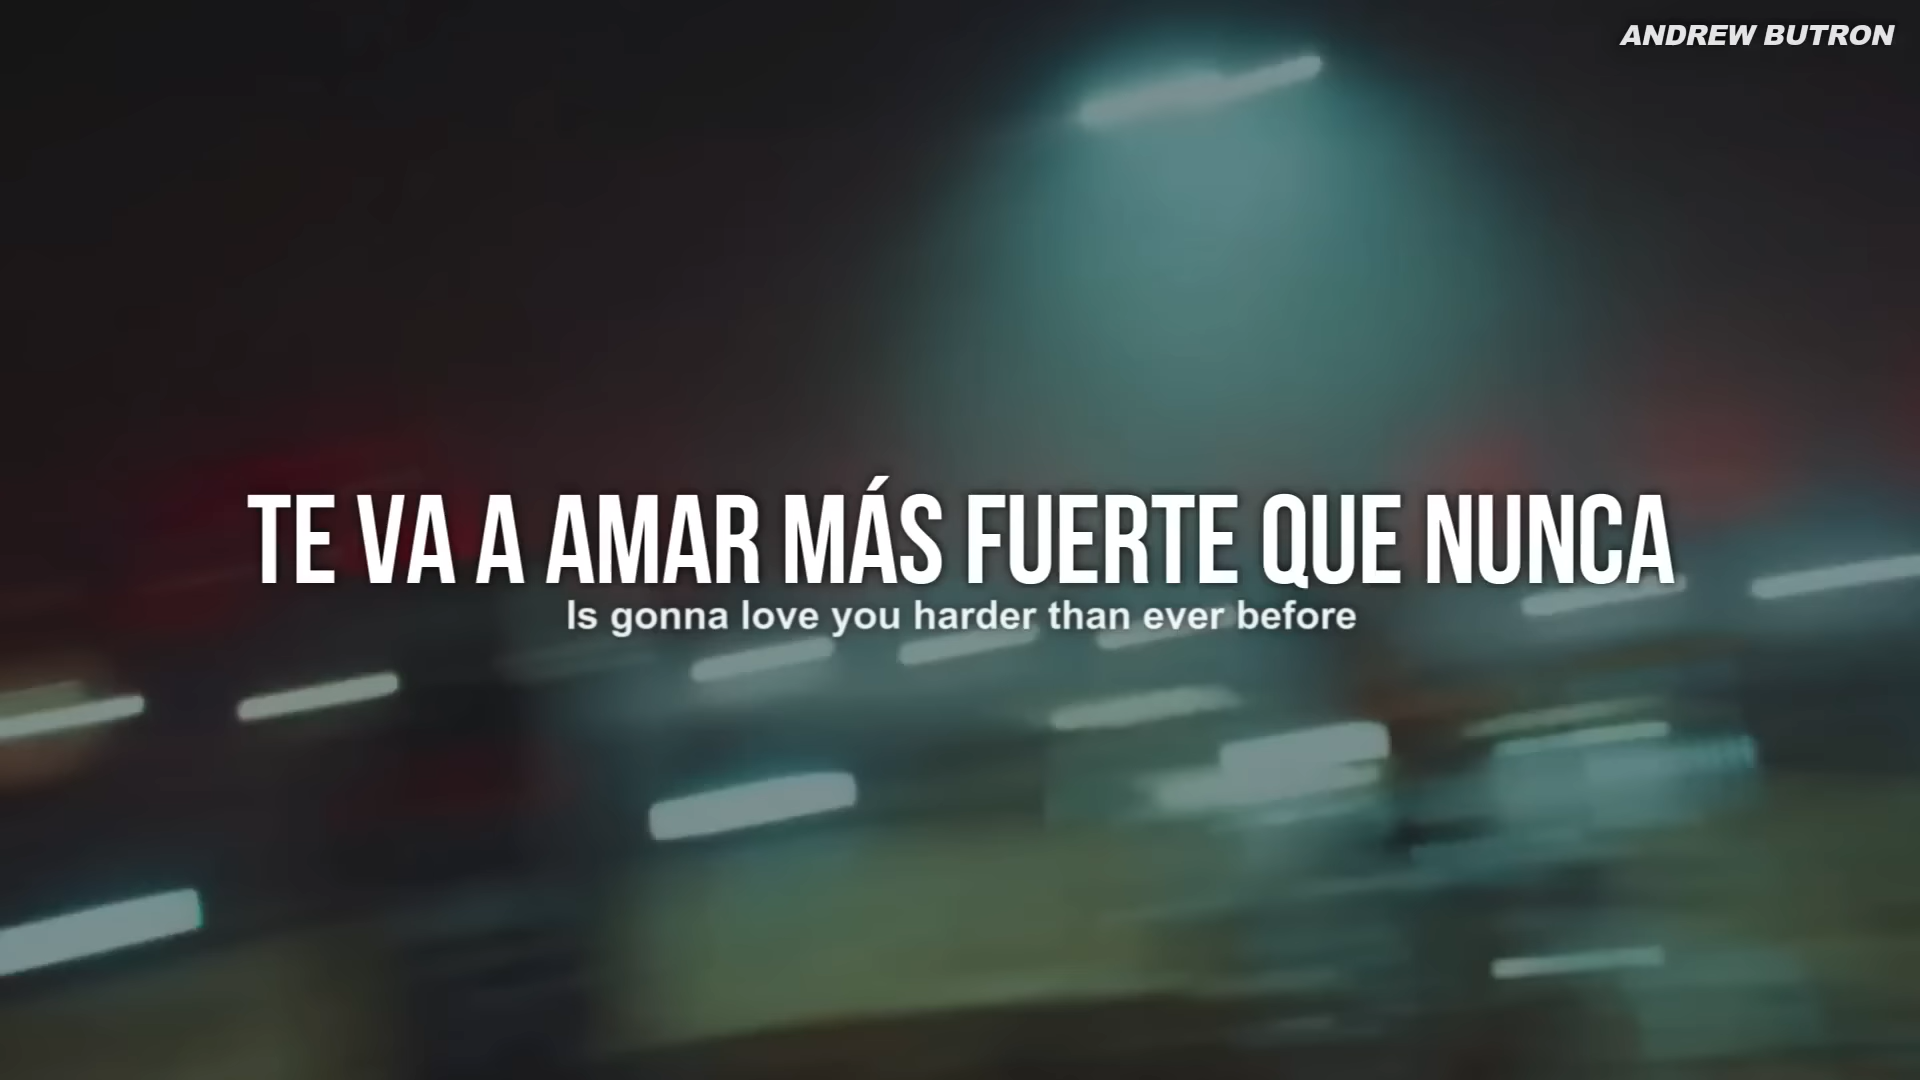 ANDREW BUTRON
TE VA A AMAR MÁS FUERTE QUE NUNCA
Is gonna love you harder than ever before